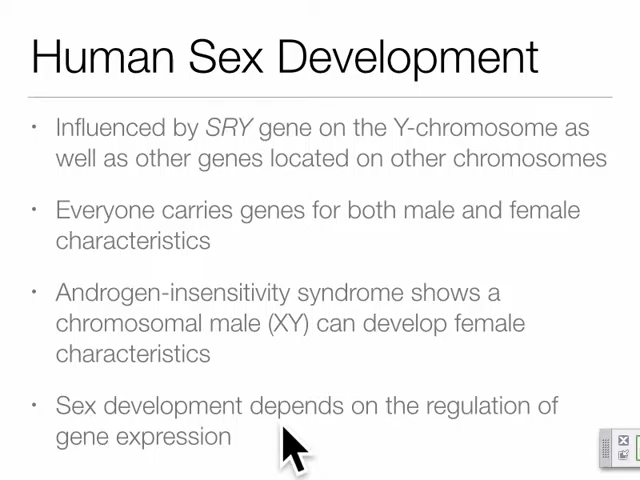 Human Sex Development
• Influenced by SRY gene on the Y-chromosome as
well as other genes located on other chromosomes
• Everyone carries genes for both male and female
characteristics
• Androgen-insensitivity syndrome shows a
chromosomal male (XY) can develop female
characteristics
• Sex development depends on the regulation of
gene expression